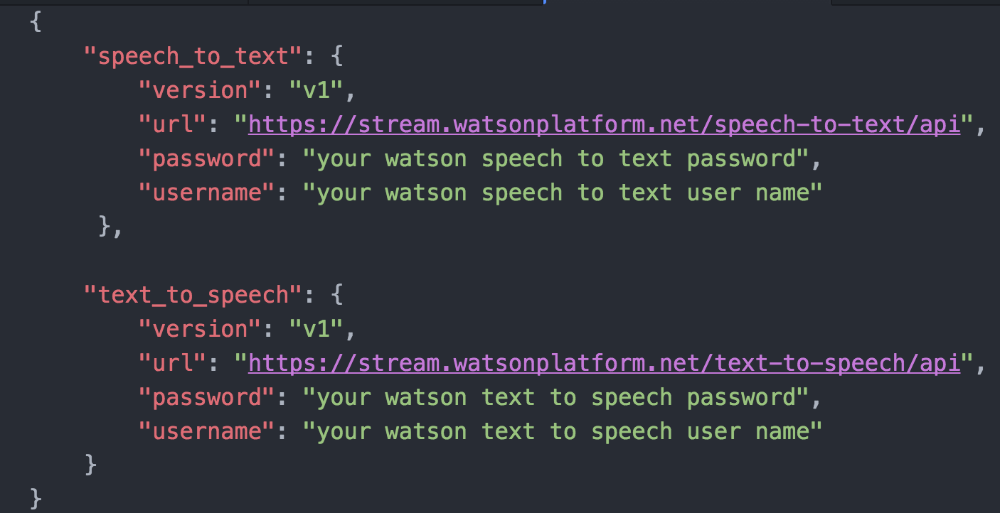 {
    "speech_to_text": {
        "version": "v1",
        "url": "https://stream.watsonplatform.net/speech-to-text/api",
        "password": "your watson speech to text password",
        "username": "your watson speech to text user name"
     },

    "text_to_speech": {
        "version": "v1",
        "url": "https://stream.watsonplatform.net/text-to-speech/api",
        "password": "your watson text to speech password",
        "username": "your watson text to speech user name"
    }
}